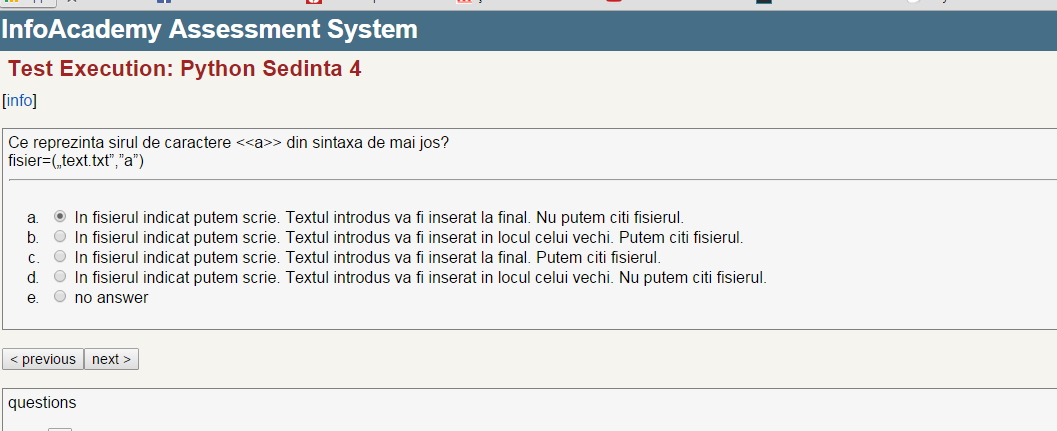 InfoAcademy Assessment System
Test Execution: Python Sedinta 4
[info]
Ce reprezinta sirul de caractere <<a>> din sintaxa de mai jos?
fisier=(„text.txt”,”a”)
a. In fisierul indicat putem scrie. Textul introdus va fi inserat la final. Nu putem citi fisierul.
b. In fisierul indicat putem scrie. Textul introdus va fi inserat in locul celui vechi. Putem citi fisierul.
c. In fisierul indicat putem scrie. Textul introdus va fi inserat la final. Putem citi fisierul.
d. In fisierul indicat putem scrie. Textul introdus va fi inserat in locul celui vechi. Nu putem citi fisierul.
e. no answer
< previous next >
questions